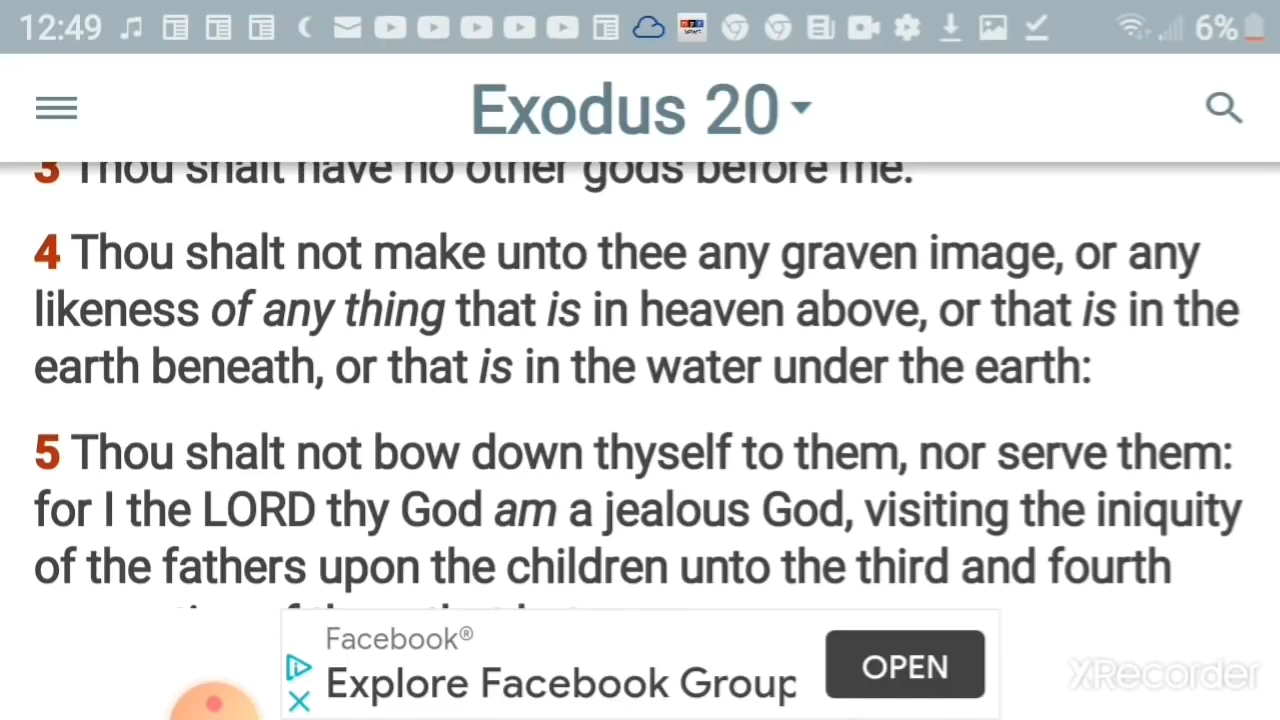 12:49 6%
Exodus 20
3 Thou shalt have no other gods before me.
4 Thou shalt not make unto thee any graven image, or any
likeness of any thing that is in heaven above, or that is in the
earth beneath, or that is in the water under the earth:
5 Thou shalt not bow down thyself to them, nor serve them:
for I the LORD thy God am a jealous God, visiting the iniquity
of the fathers upon the children unto the third and fourth
Facebook®
Explore Facebook Group
OPEN
XRecorder